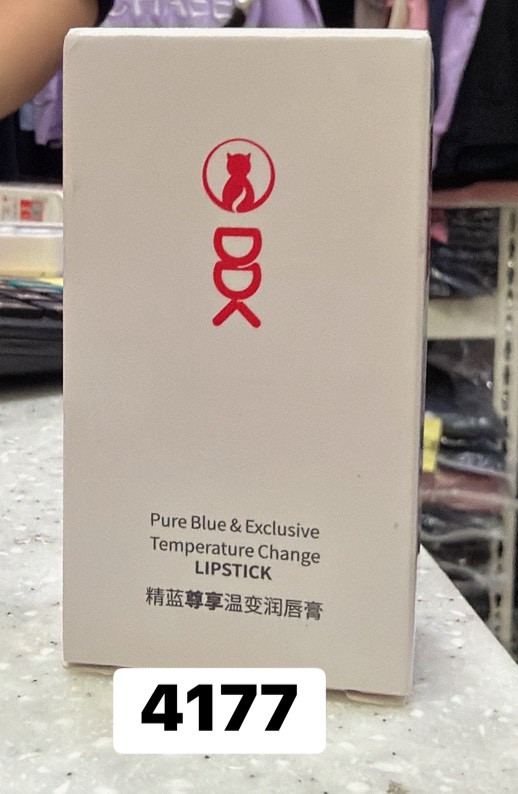 DDK
Pure Blue & Exclusive
Temperature Change
LIPSTICK
精蓝尊享温变润唇膏
4177